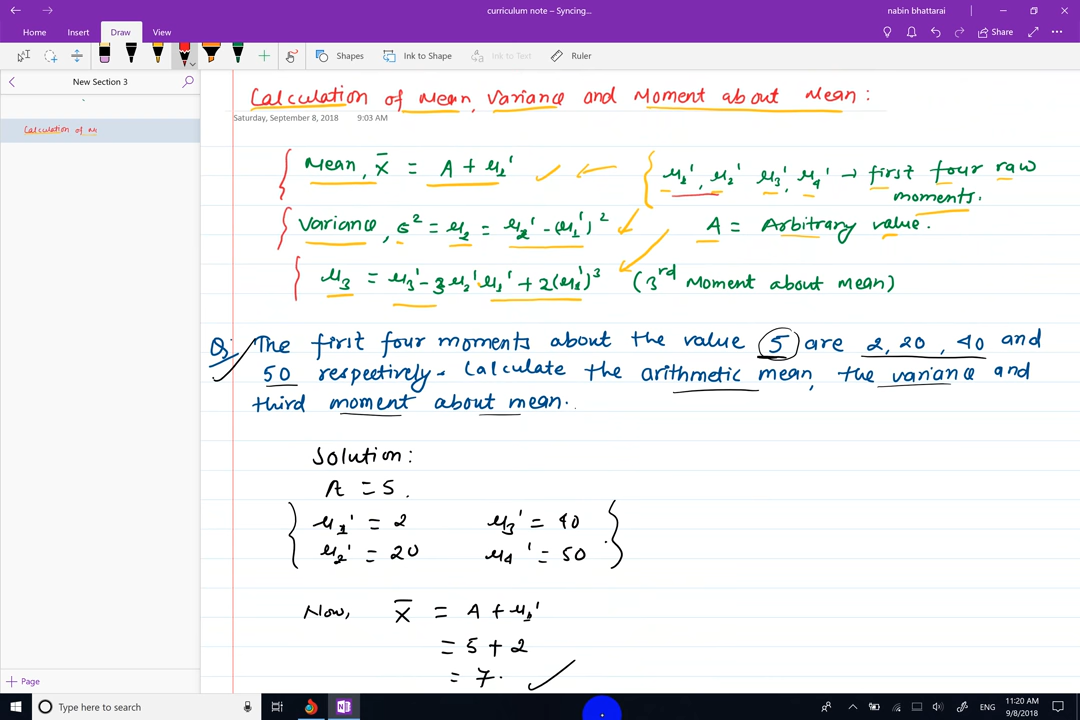 curriculum note – Syncing...
nabin bhattarai
Home Insert Draw View
Share
Shapes Ink to Shape Ink to Text Ruler
New Section 3
Calculation of Mean, Variance and Moment about Mean :
Saturday, September 8, 2018 9:03 AM
Calculation of M
Mean, x̄ = A + μ₁'
μ₁', μ₂' μ₃', μ₄' → first four raw
moments.
Variance, σ² = μ₂ = μ₂' - (μ₁')²
A = Arbitrary value.
μ₃ = μ₃' - 3μ₂'.μ₁' + 2(μ₁')³ (3rd Moment about mean)
Q: The first four moments about the value 5 are 2, 20, 40 and
50 respectively. Calculate the arithmetic mean, the variance and
third moment about mean.
Solution:
A = 5.
μ₁' = 2 μ₃' = 40
μ₂' = 20 μ₄' = 50
Now, x̄ = A + μ₁'
= 5 + 2
= 7.
Page
Type here to search
ENG
11:20 AM
9/8/2018